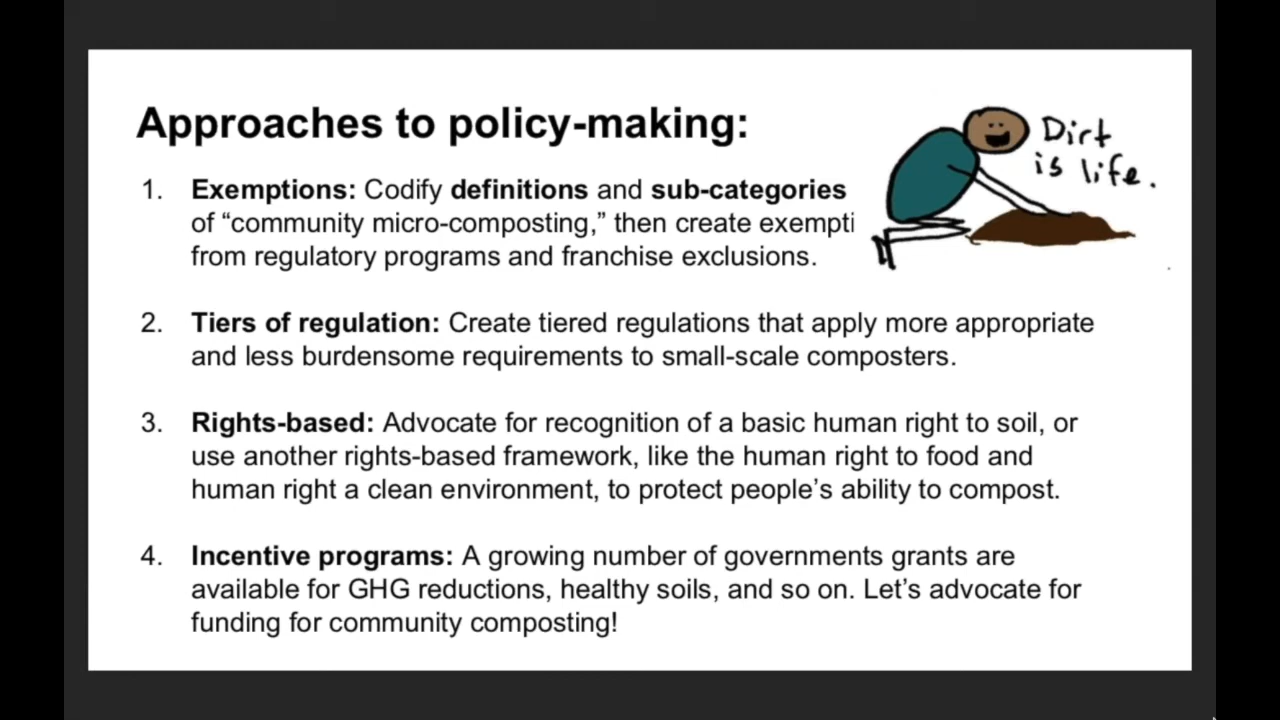 Approaches to policy-making:
Dirt
is life.
1. Exemptions: Codify definitions and sub-categories
of “community micro-composting,” then create exempti
from regulatory programs and franchise exclusions.
2. Tiers of regulation: Create tiered regulations that apply more appropriate
and less burdensome requirements to small-scale composters.
3. Rights-based: Advocate for recognition of a basic human right to soil, or
use another rights-based framework, like the human right to food and
human right a clean environment, to protect people’s ability to compost.
4. Incentive programs: A growing number of governments grants are
available for GHG reductions, healthy soils, and so on. Let’s advocate for
funding for community composting!